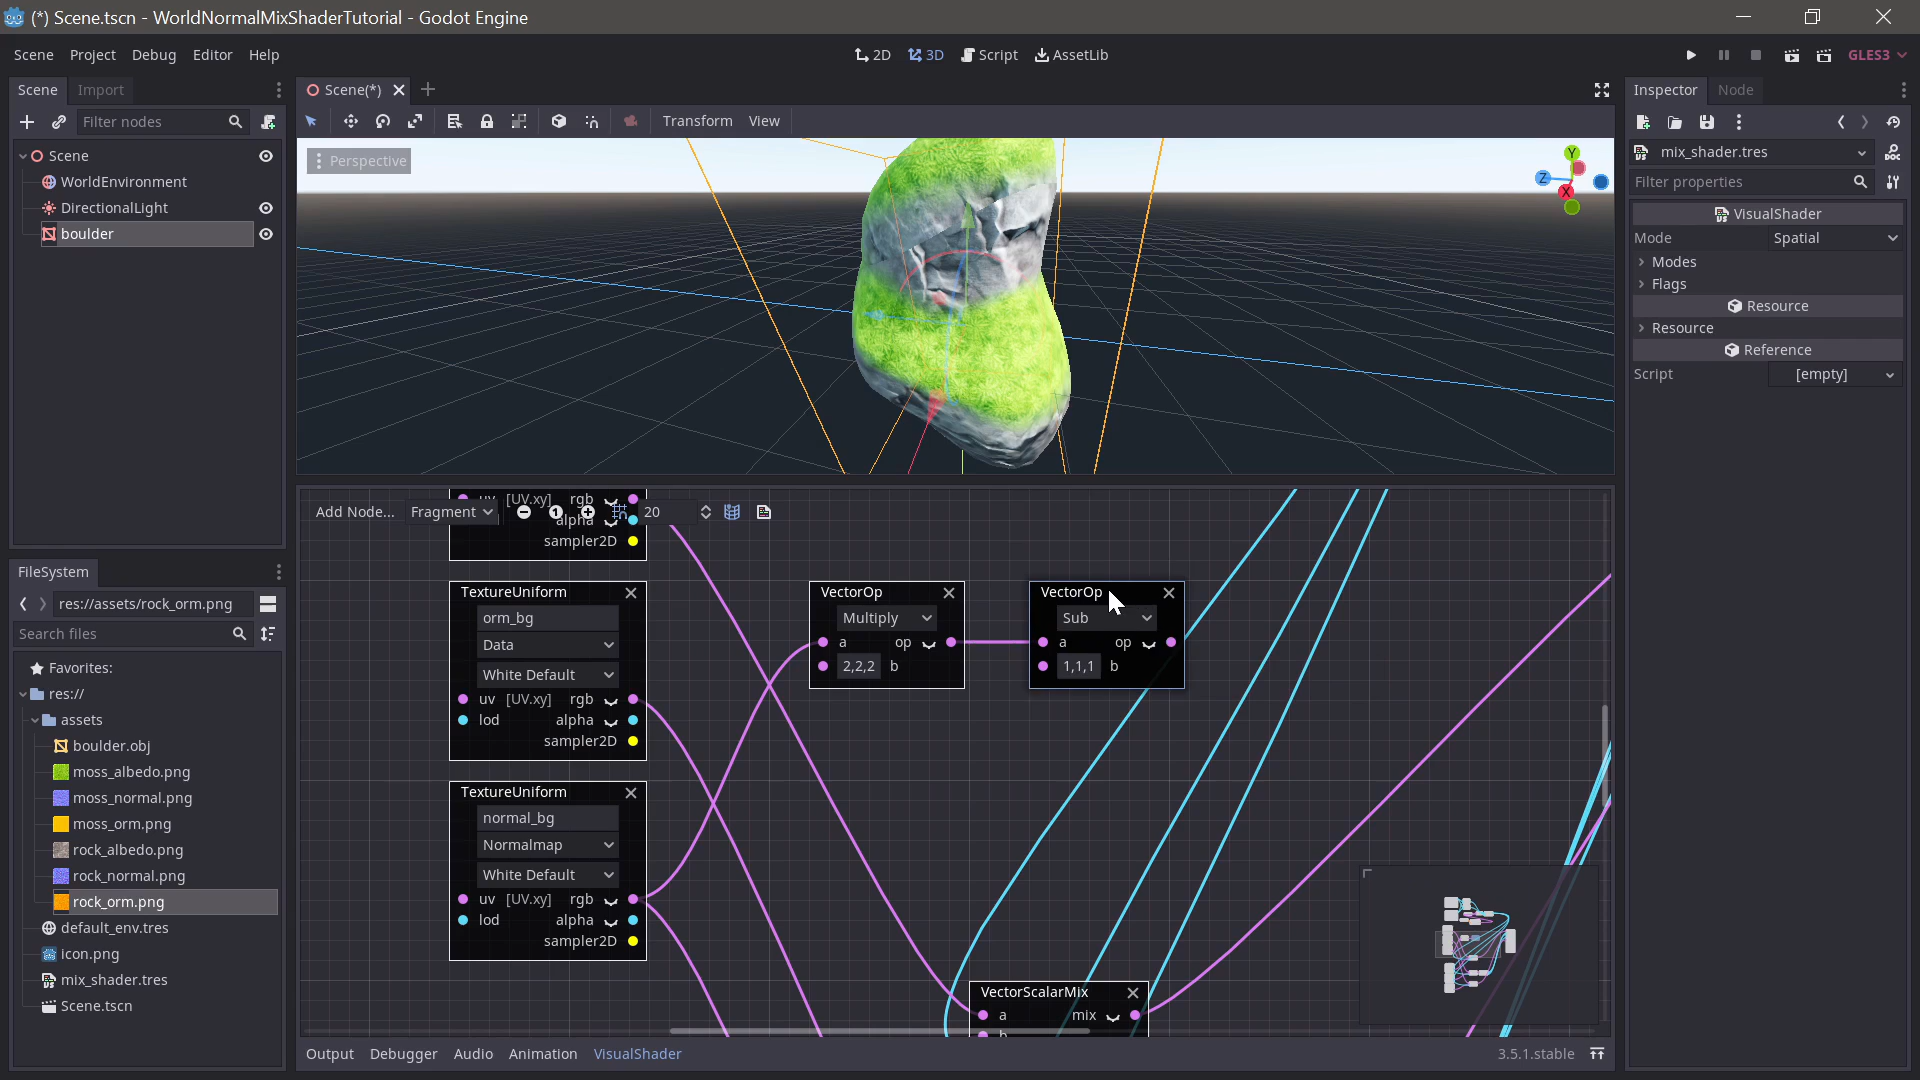 (*) Scene.tscn - WorldNormalMixShaderTutorial - Godot Engine
Scene Project Debug Editor Help
2D 3D Script AssetLib
GLES3
Scene Import
Filter nodes
Scene
WorldEnvironment
DirectionalLight
boulder
FileSystem
res://assets/rock_orm.png
Search files
Favorites:
res://
assets
boulder.obj
moss_albedo.png
moss_normal.png
moss_orm.png
rock_albedo.png
rock_normal.png
rock_orm.png
default_env.tres
icon.png
mix_shader.tres
Scene.tscn
Scene(*)
Transform View
Perspective
Y
Z
X
Add Node... Fragment 1 20
uv [UV.xy] rgb
alpha
sampler2D
TextureUniform
orm_bg
Data
White Default
uv [UV.xy] rgb
lod alpha
sampler2D
TextureUniform
normal_bg
Normalmap
White Default
uv [UV.xy] rgb
lod alpha
sampler2D
VectorOp
Multiply
a op
2,2,2 b
VectorOp
Sub
a op
1,1,1 b
VectorScalarMix
a mix
b
Output Debugger Audio Animation VisualShader
3.5.1.stable
Inspector Node
mix_shader.tres
Filter properties
VisualShader
Mode Spatial
Modes
Flags
Resource
Resource
Reference
Script [empty]